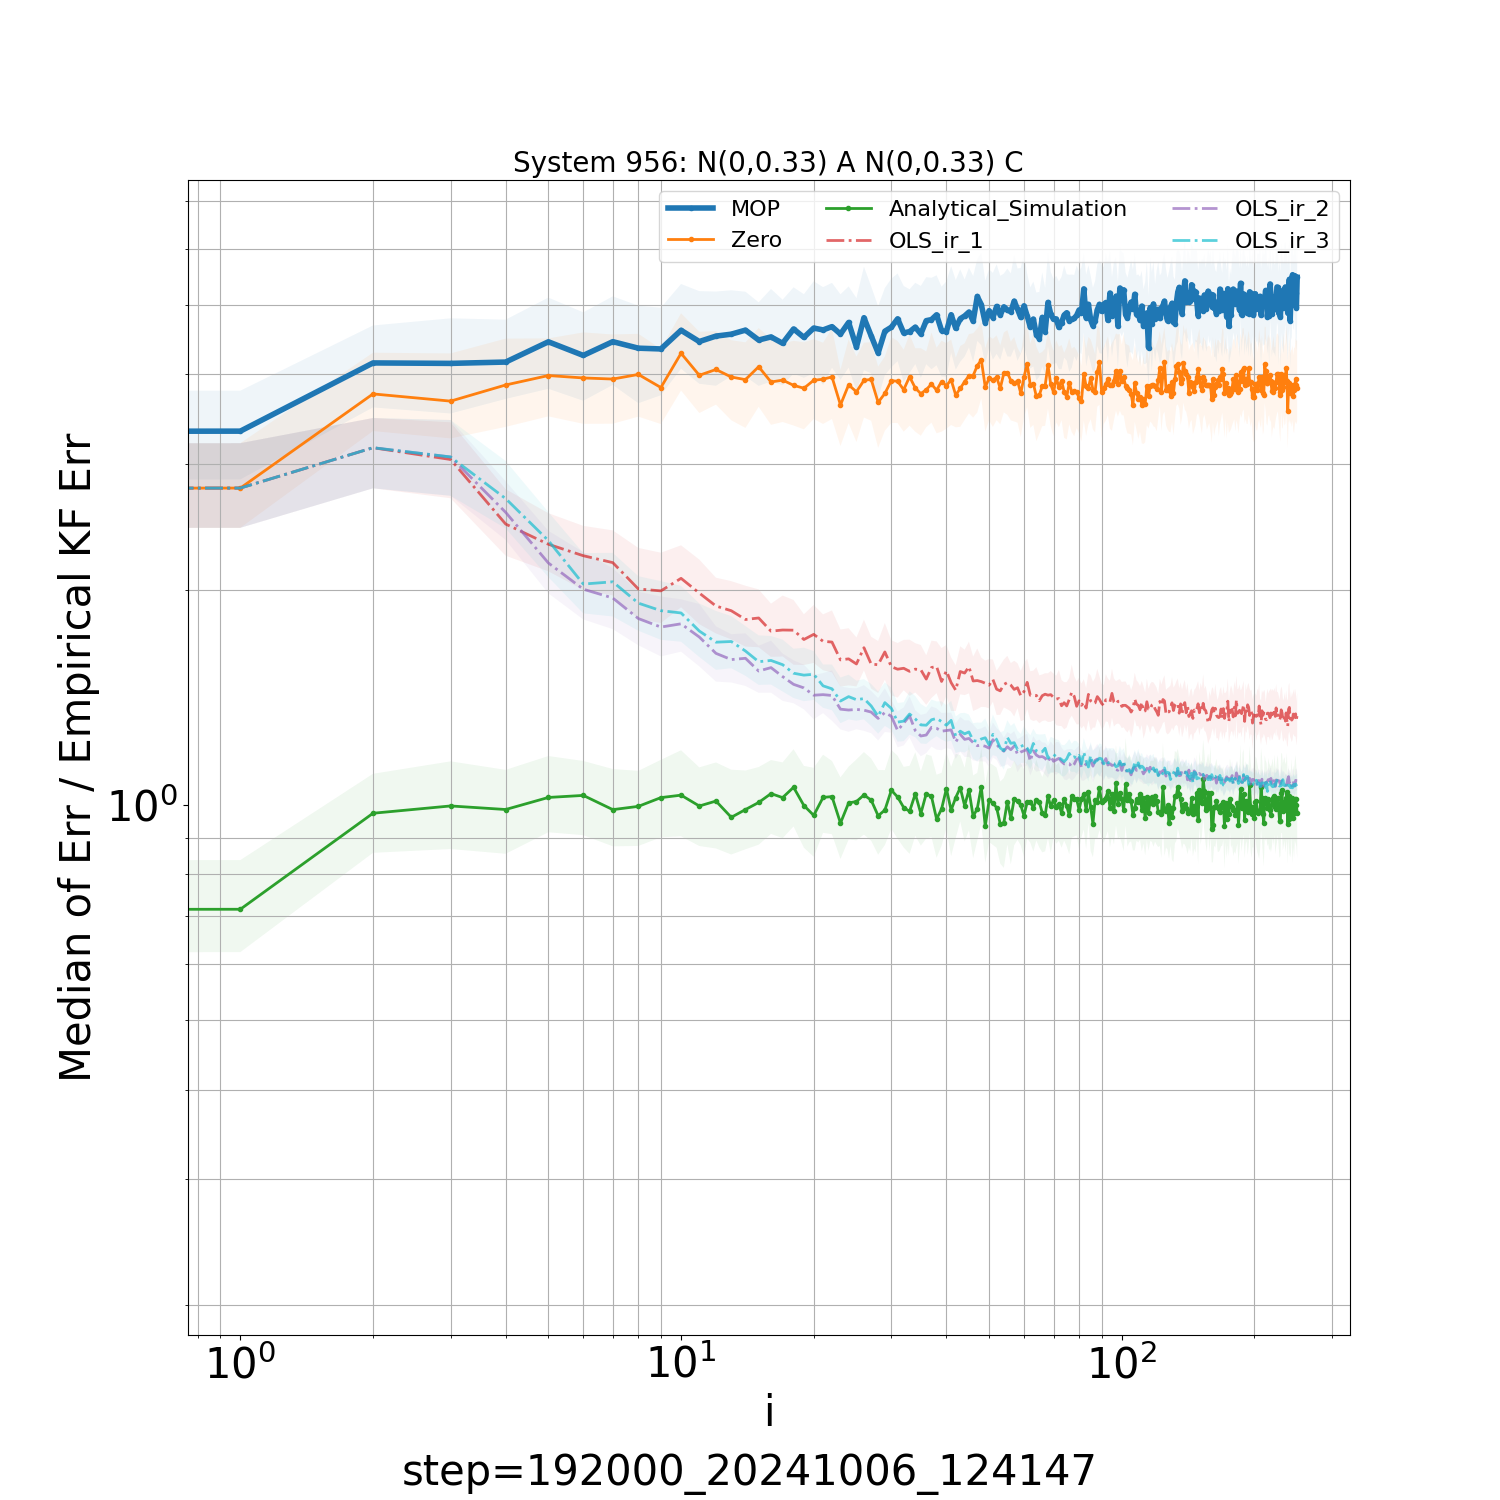 System 956: N(0,0.33) A N(0,0.33) C
MOP
Zero
Analytical_Simulation
OLS_ir_1
OLS_ir_2
OLS_ir_3
Median of Err / Empirical KF Err
10⁰
10⁰ 10¹ 10²
i
step=192000_20241006_124147